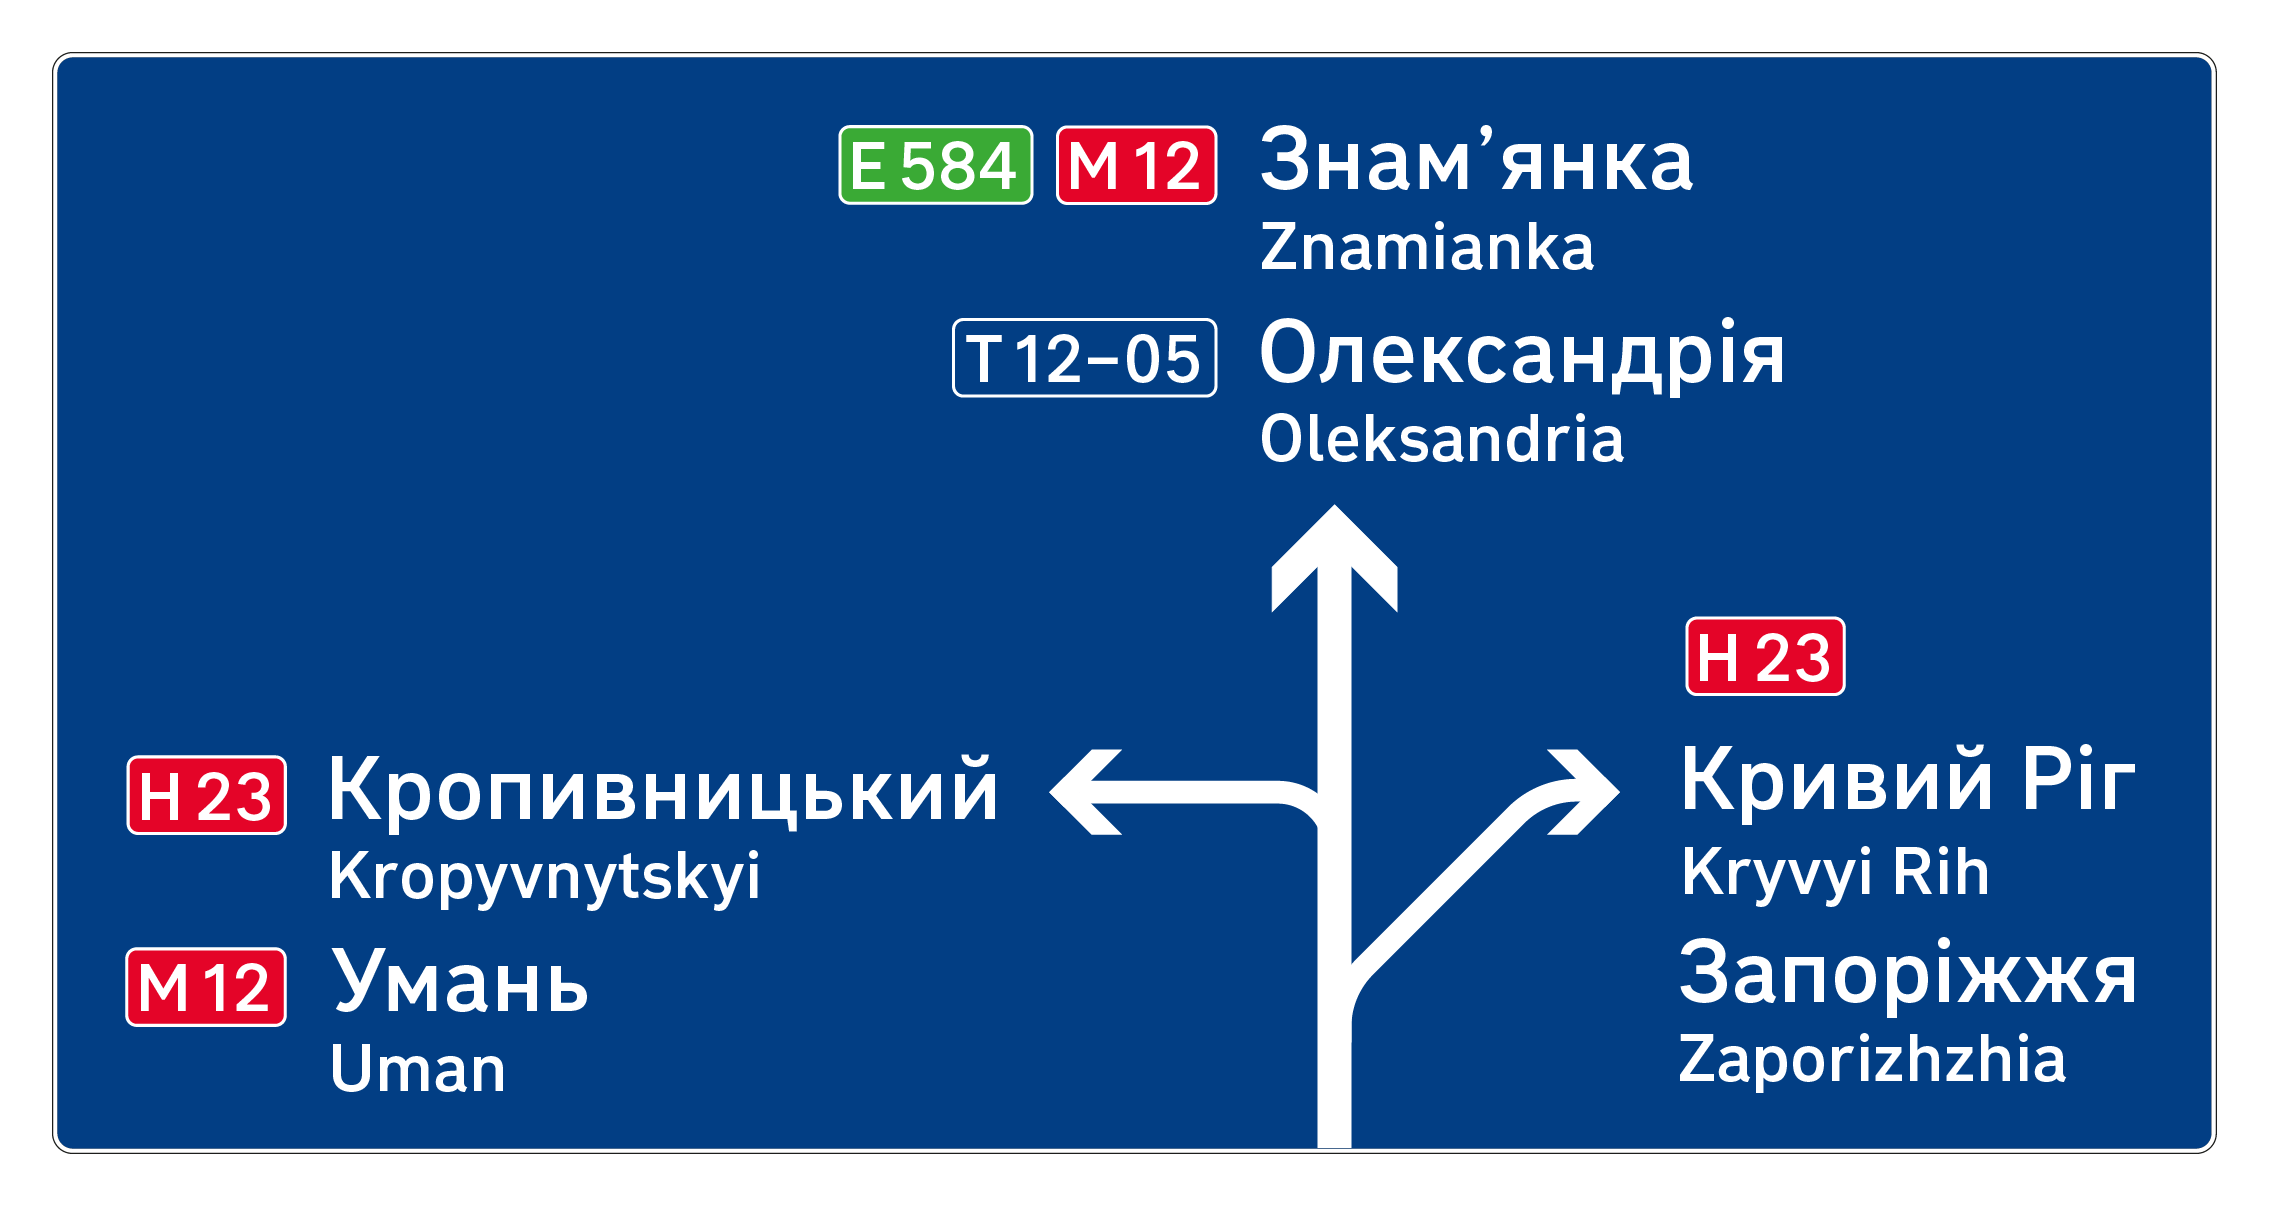 E 584 M 12 Знам’янка
Znamianka
Т 12–05 Олександрія
Oleksandria
Н 23
Н 23 Кропивницький
Kropyvnytskyi
М 12 Умань
Uman
Кривий Ріг
Kryvyi Rih
Запоріжжя
Zaporizhzhia